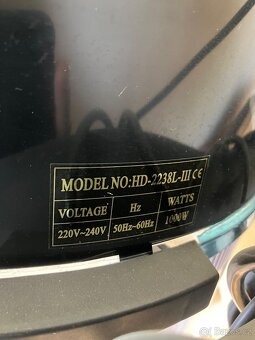 MODEL NO:HD-2238L-III CE
VOLTAGE Hz WATTS
220V~240V 50Hz~60Hz 1000W